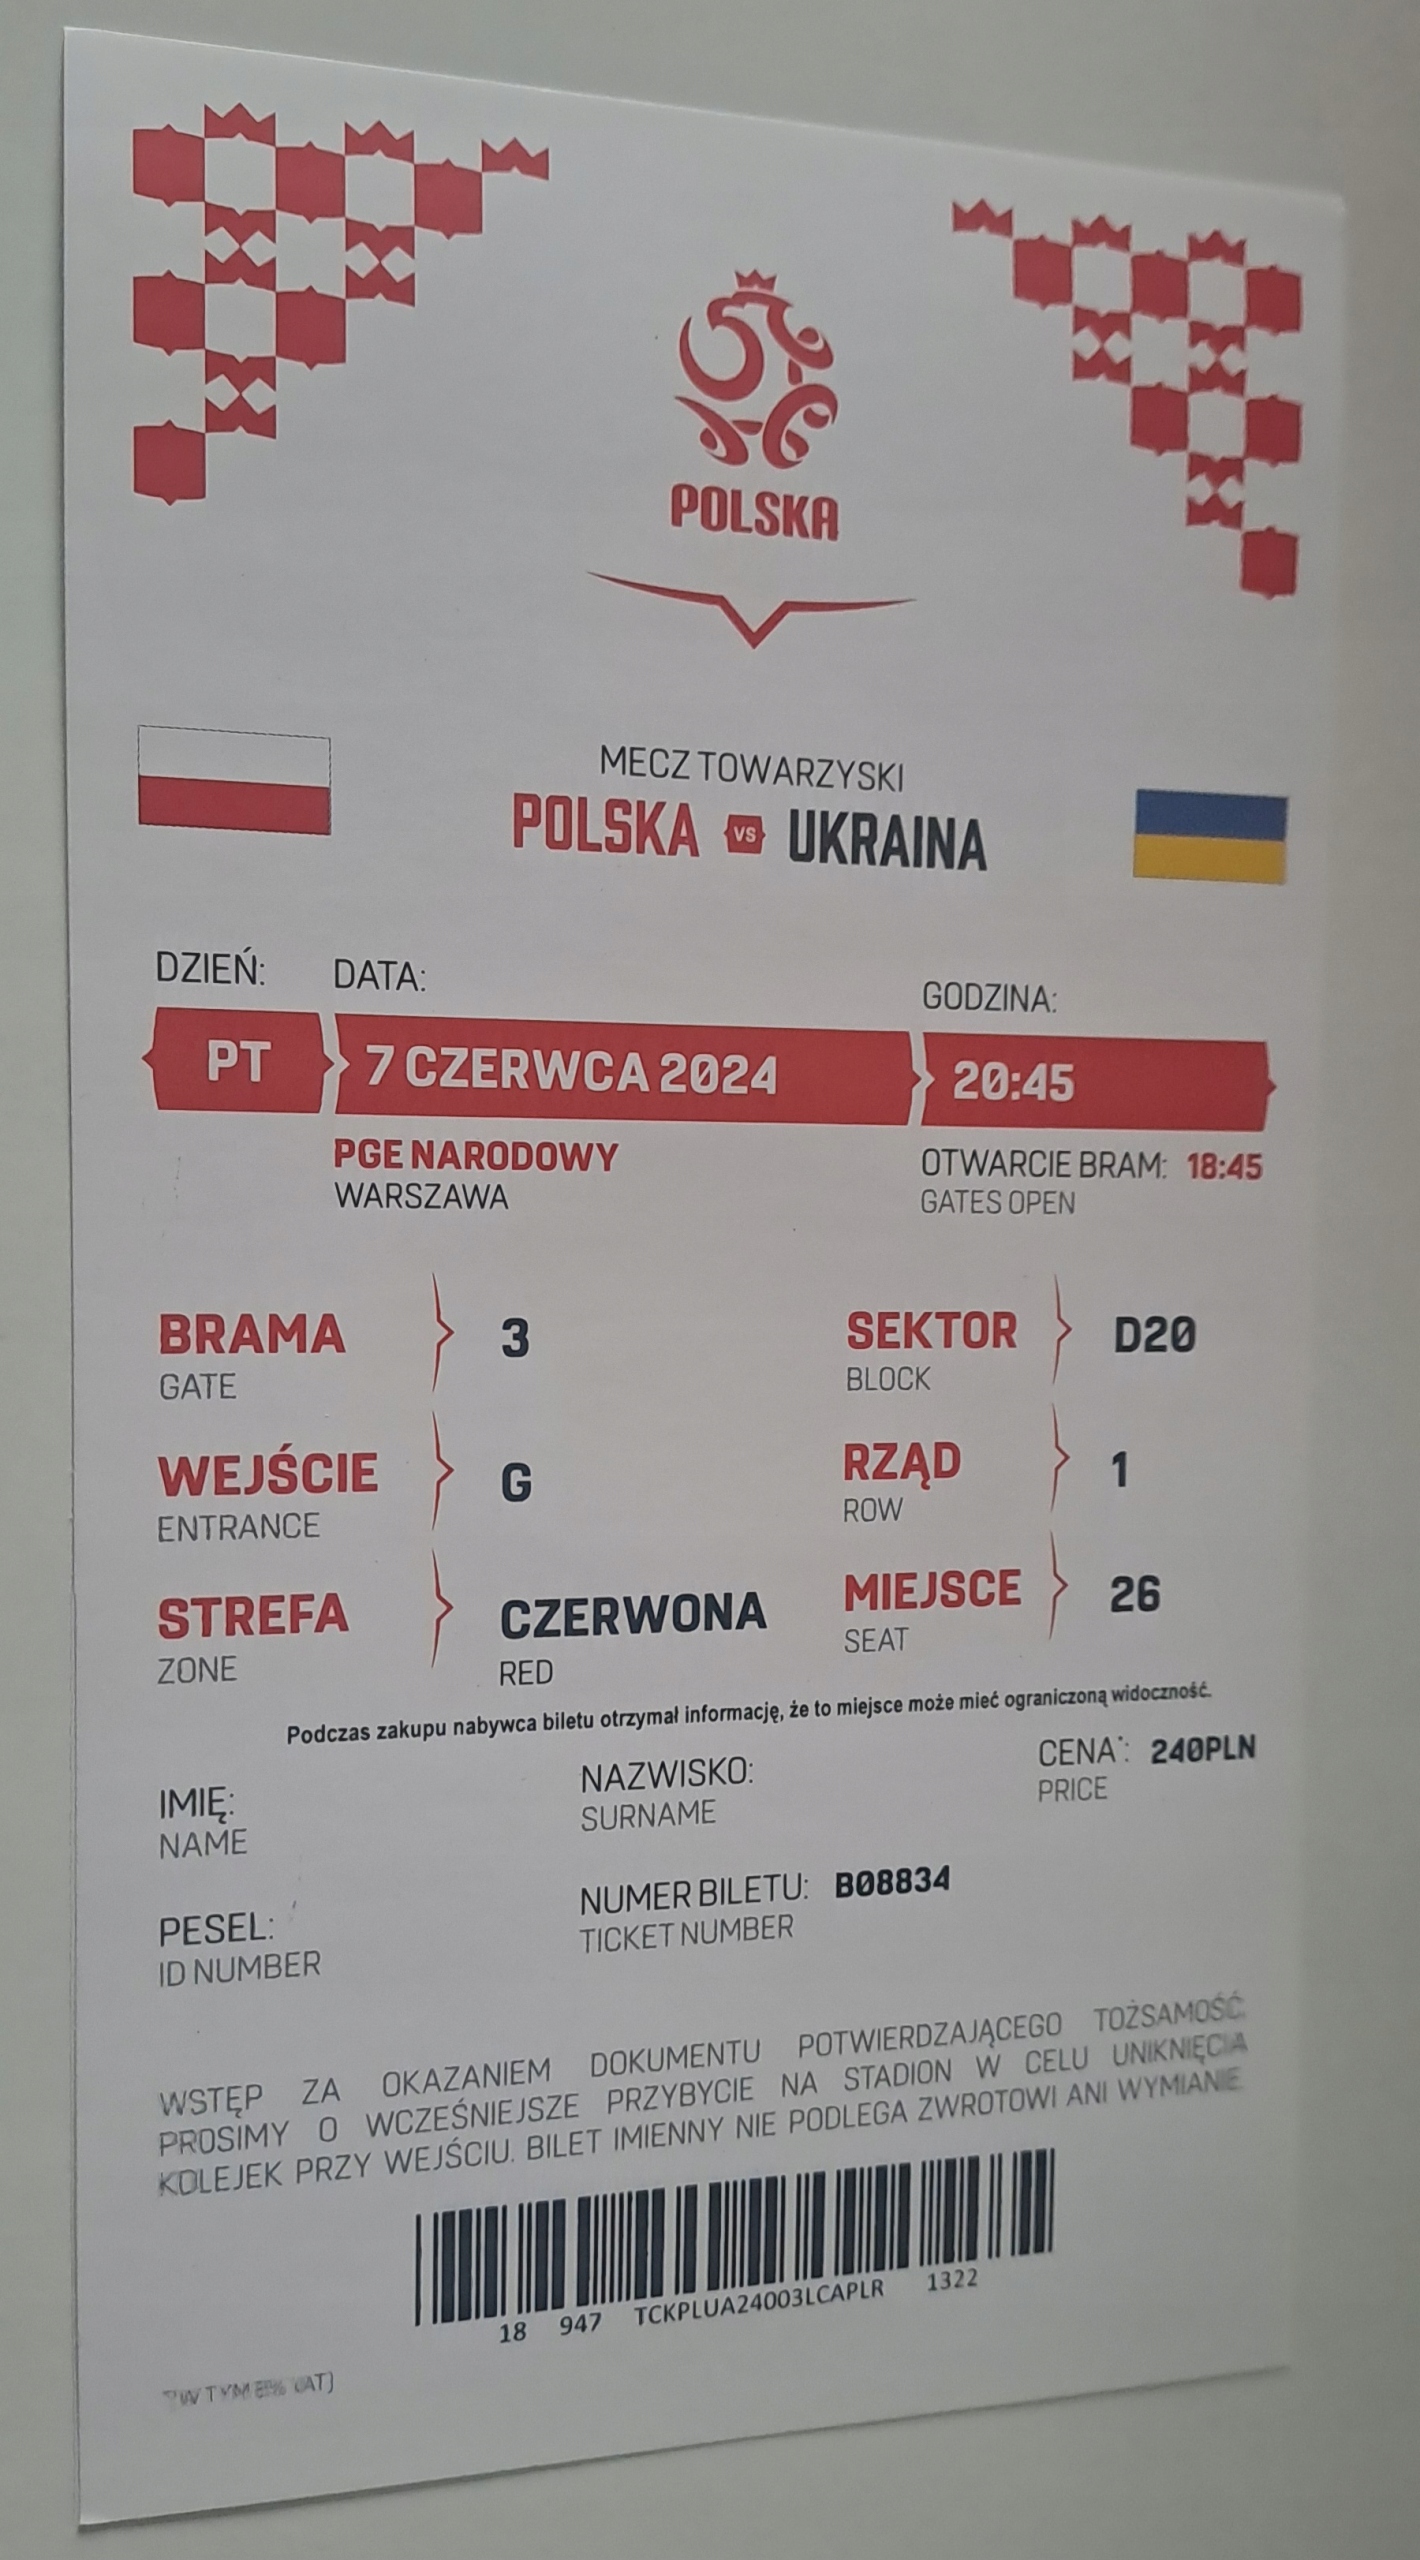 POLSKA
MECZ TOWARZYSKI
POLSKA VS UKRAINA
DZIEŃ: DATA: GODZINA:
PT 7 CZERWCA 2024 20:45
PGE NARODOWY OTWARCIE BRAM: 18:45
WARSZAWA GATES OPEN
BRAMA 3 SEKTOR D20
GATE BLOCK
WEJŚCIE G RZĄD 1
ENTRANCE ROW
STREFA CZERWONA MIEJSCE 26
ZONE RED SEAT
Podczas zakupu nabywca biletu otrzymał informację, że to miejsce może mieć ograniczoną widoczność.
IMIĘ: NAZWISKO: CENA*: 240PLN
NAME SURNAME PRICE
PESEL: NUMER BILETU: B08834
ID NUMBER TICKET NUMBER
WSTĘP ZA OKAZANIEM DOKUMENTU POTWIERDZAJĄCEGO TOŻSAMOŚĆ.
PROSIMY O WCZEŚNIEJSZE PRZYBYCIE NA STADION W CELU UNIKNIĘCIA
KOLEJEK PRZY WEJŚCIU. BILET IMIENNY NIE PODLEGA ZWROTOWI ANI WYMIANIE.
18 947 TCKPLUA24003LCAPLR 1322
W TYM 8% VAT)